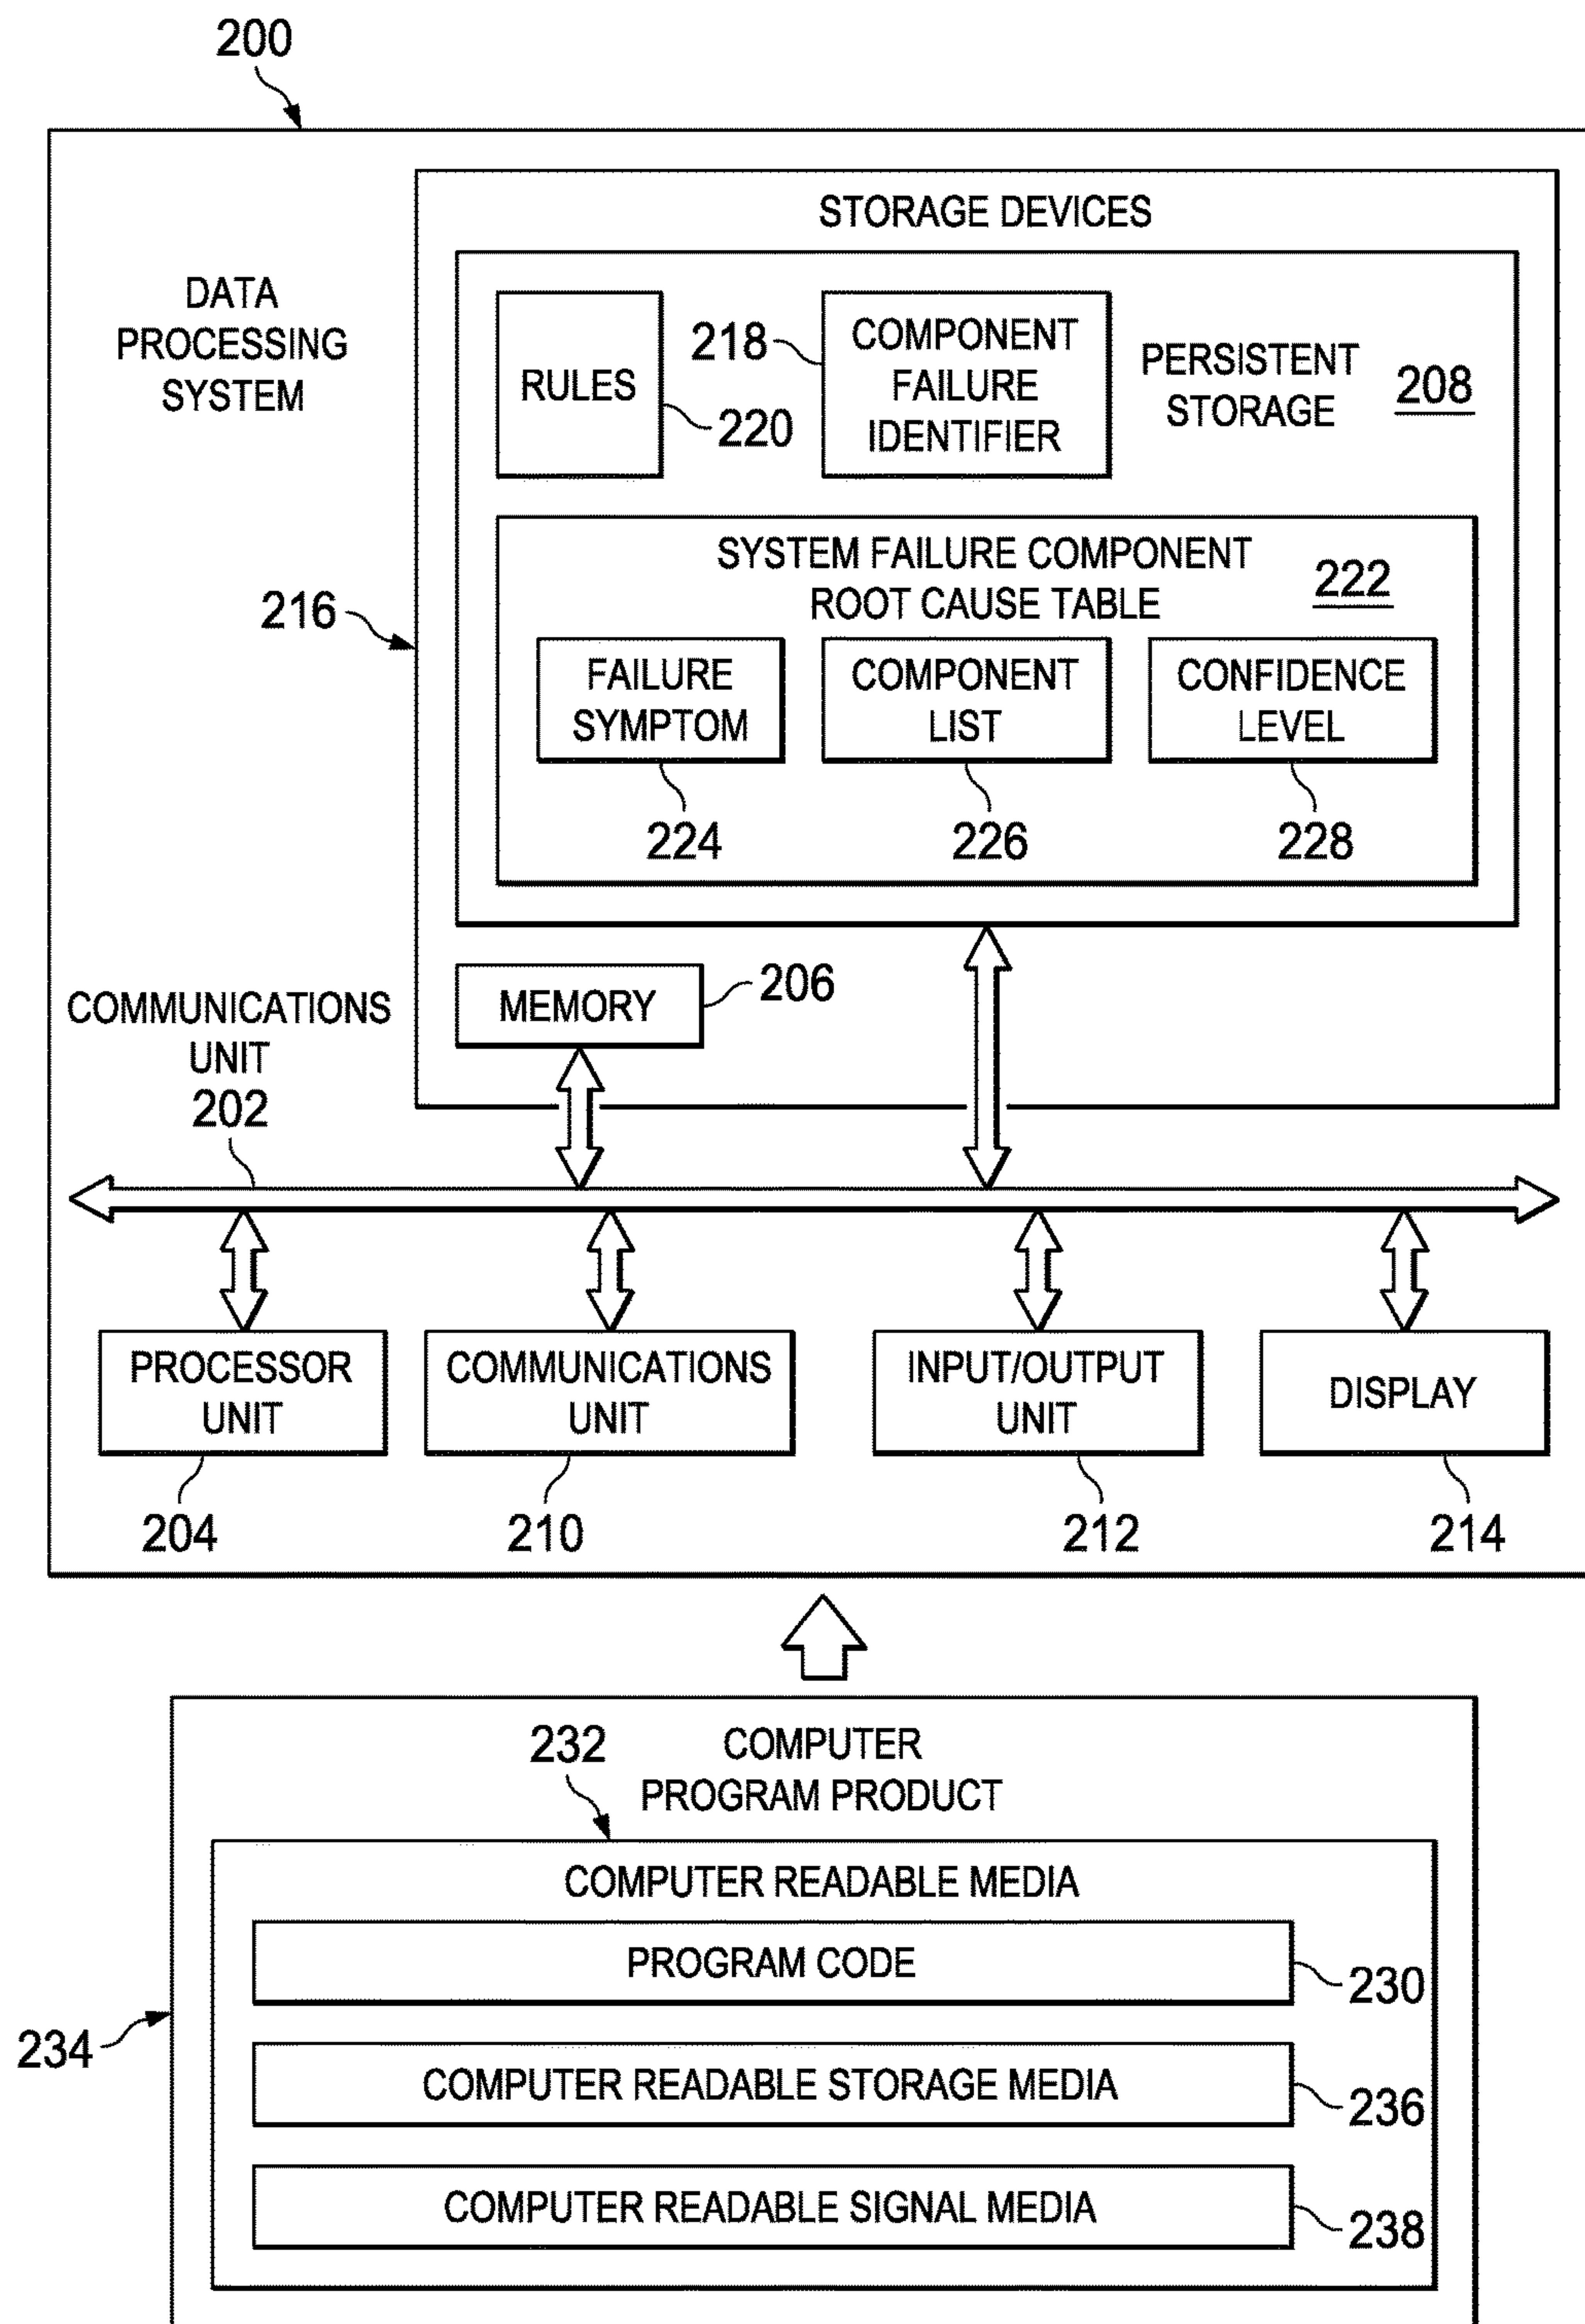 200
STORAGE DEVICES
DATA
PROCESSING
SYSTEM
RULES
220
218
COMPONENT
FAILURE
IDENTIFIER
PERSISTENT
STORAGE
208
SYSTEM FAILURE COMPONENT
ROOT CAUSE TABLE
222
216
FAILURE
SYMPTOM
COMPONENT
LIST
CONFIDENCE
LEVEL
224
226
228
MEMORY
206
COMMUNICATIONS
UNIT
202
PROCESSOR
UNIT
COMMUNICATIONS
UNIT
INPUT/OUTPUT
UNIT
DISPLAY
204
210
212
214
232
COMPUTER
PROGRAM PRODUCT
COMPUTER READABLE MEDIA
PROGRAM CODE
230
234
COMPUTER READABLE STORAGE MEDIA
236
COMPUTER READABLE SIGNAL MEDIA
238